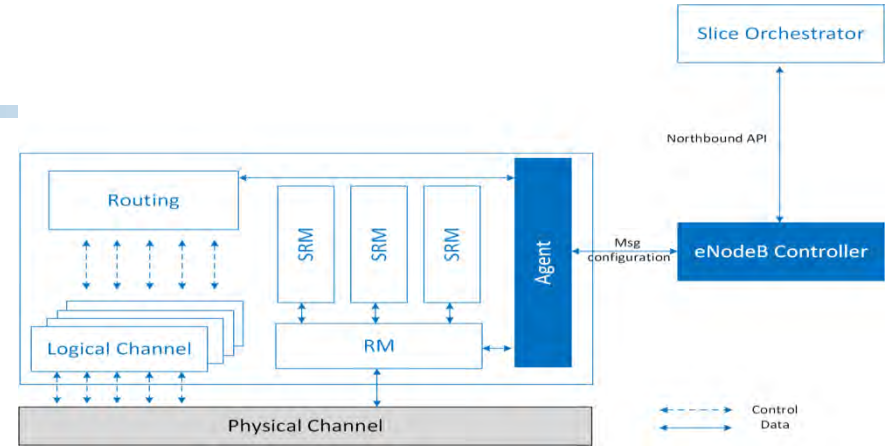 Slice Orchestrator
Northbound API
Routing
SRM
SRM
SRM
Agent
Msg
configuration
eNodeB Controller
Logical Channel
RM
Physical Channel
Control
Data